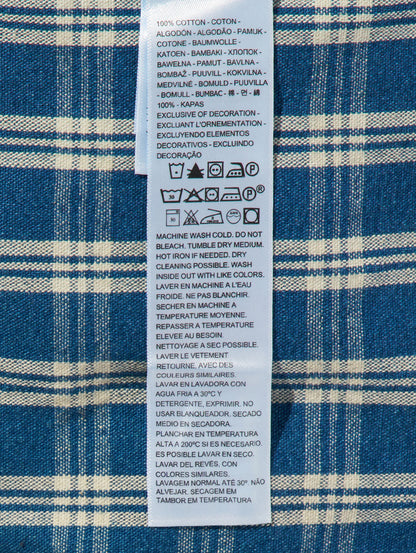 100% COTTON - COTON -
ALGODÓN - ALGODÃO - PAMUK -
COTONE - BAUMWOLLE -
KATOEN - BAMBAKI - ХЛОПОК -
BAWEŁNA - PAMUT - BAVLNA -
BOMBAŽ - PUUVILL - KOKVILNA -
MEDVILNĖ - BOMULD - PUUVILLA
- BOMULL - BUMBAC - 棉 - 면 - 綿
100% - KAPAS
EXCLUSIVE OF DECORATION -
EXCLUANT L'ORNEMENTATION -
EXCLUYENDO ELEMENTOS
DECORATIVOS - EXCLUINDO
DECORAÇÃO
MACHINE WASH COLD. DO NOT
BLEACH. TUMBLE DRY MEDIUM.
HOT IRON IF NEEDED. DRY
CLEANING POSSIBLE. WASH
INSIDE OUT WITH LIKE COLORS.
LAVER EN MACHINE A L'EAU
FROIDE. NE PAS BLANCHIR.
SECHER EN MACHINE A
TEMPERATURE MOYENNE.
REPASSER A TEMPERATURE
ELEVEE AU BESOIN.
NETTOYAGE A SEC POSSIBLE.
LAVER LE VETEMENT
RETOURNE, AVEC DES
COULEURS SIMILAIRES.
LAVAR EN LAVADORA CON
AGUA FRIA A 30ºC Y
DETERGENTE, EXPRIMIR. NO
USAR BLANQUEADOR. SECADO
MEDIO EN SECADORA.
PLANCHAR EN TEMPERATURA
ALTA A 200ºC SI ES NECESARIO.
ES POSIBLE LAVAR EN SECO.
LAVAR DEL REVÉS, CON
COLORES SIMILARES.
LAVAGEM NORMAL ATÉ 30º. NÃO
ALVEJAR. SECAGEM EM
TAMBOR EM TEMPERATURA